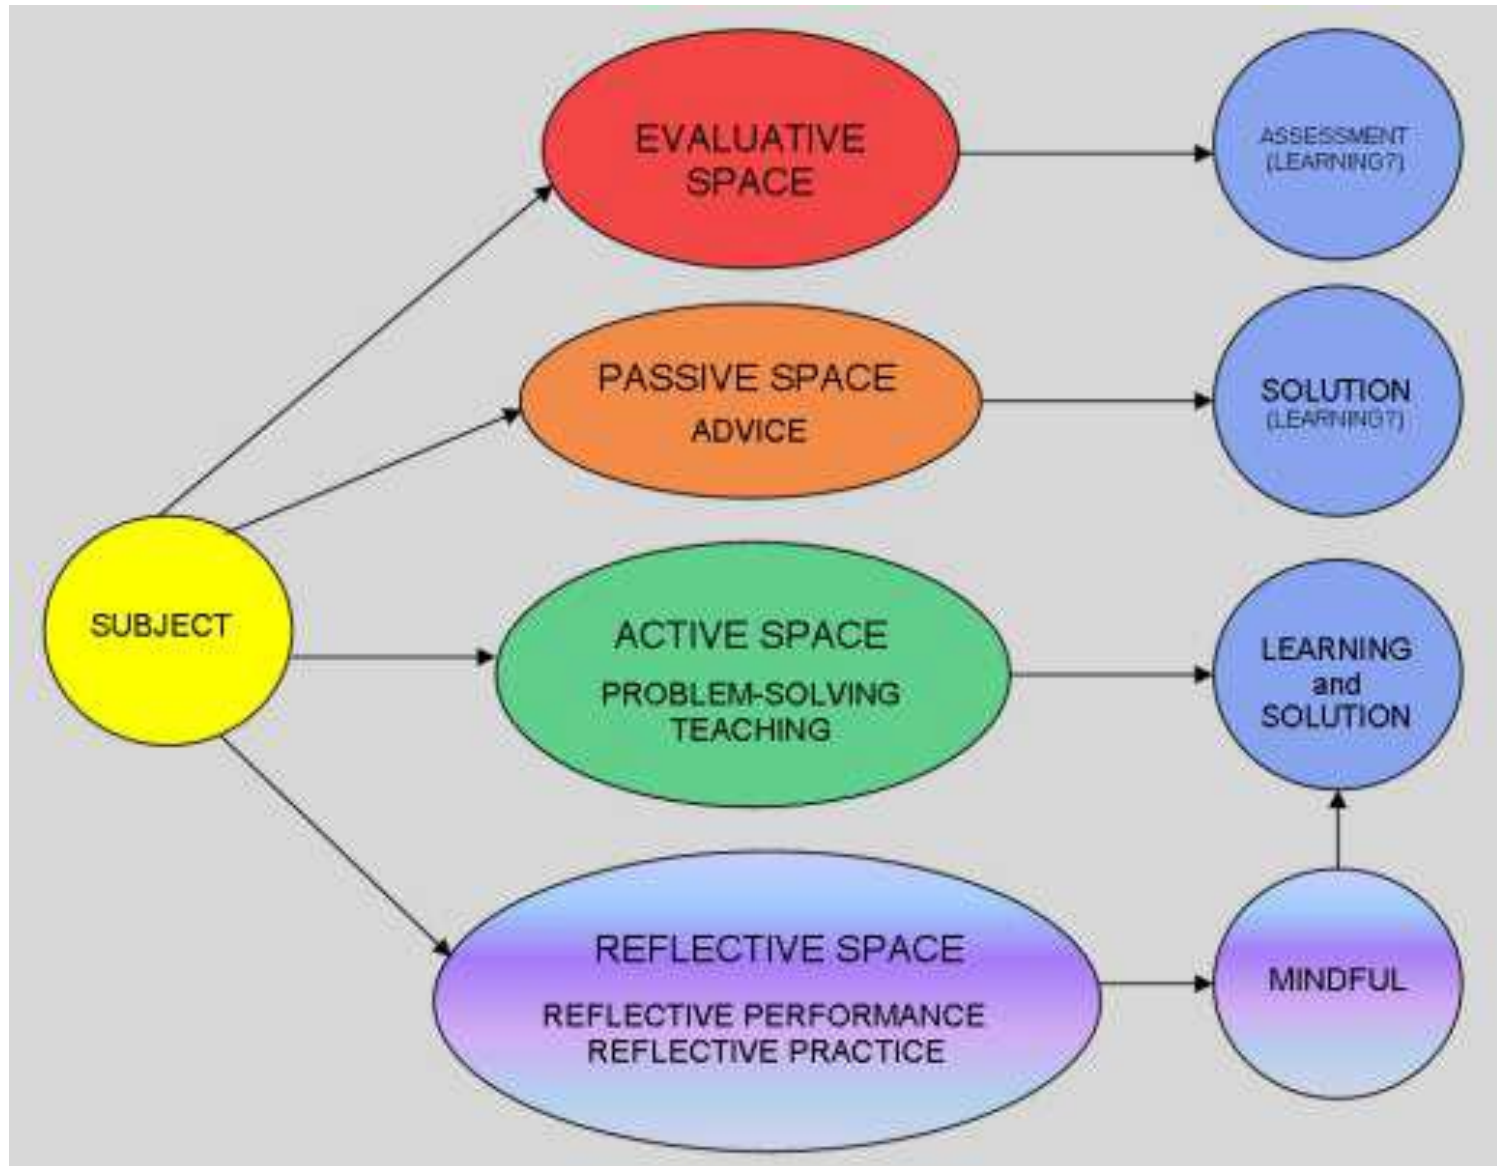 EVALUATIVE
SPACE
ASSESSMENT
(LEARNING?)
PASSIVE SPACE
ADVICE
SOLUTION
(LEARNING?)
SUBJECT
ACTIVE SPACE
PROBLEM-SOLVING
TEACHING
LEARNING
and
SOLUTION
REFLECTIVE SPACE
REFLECTIVE PERFORMANCE
REFLECTIVE PRACTICE
MINDFUL